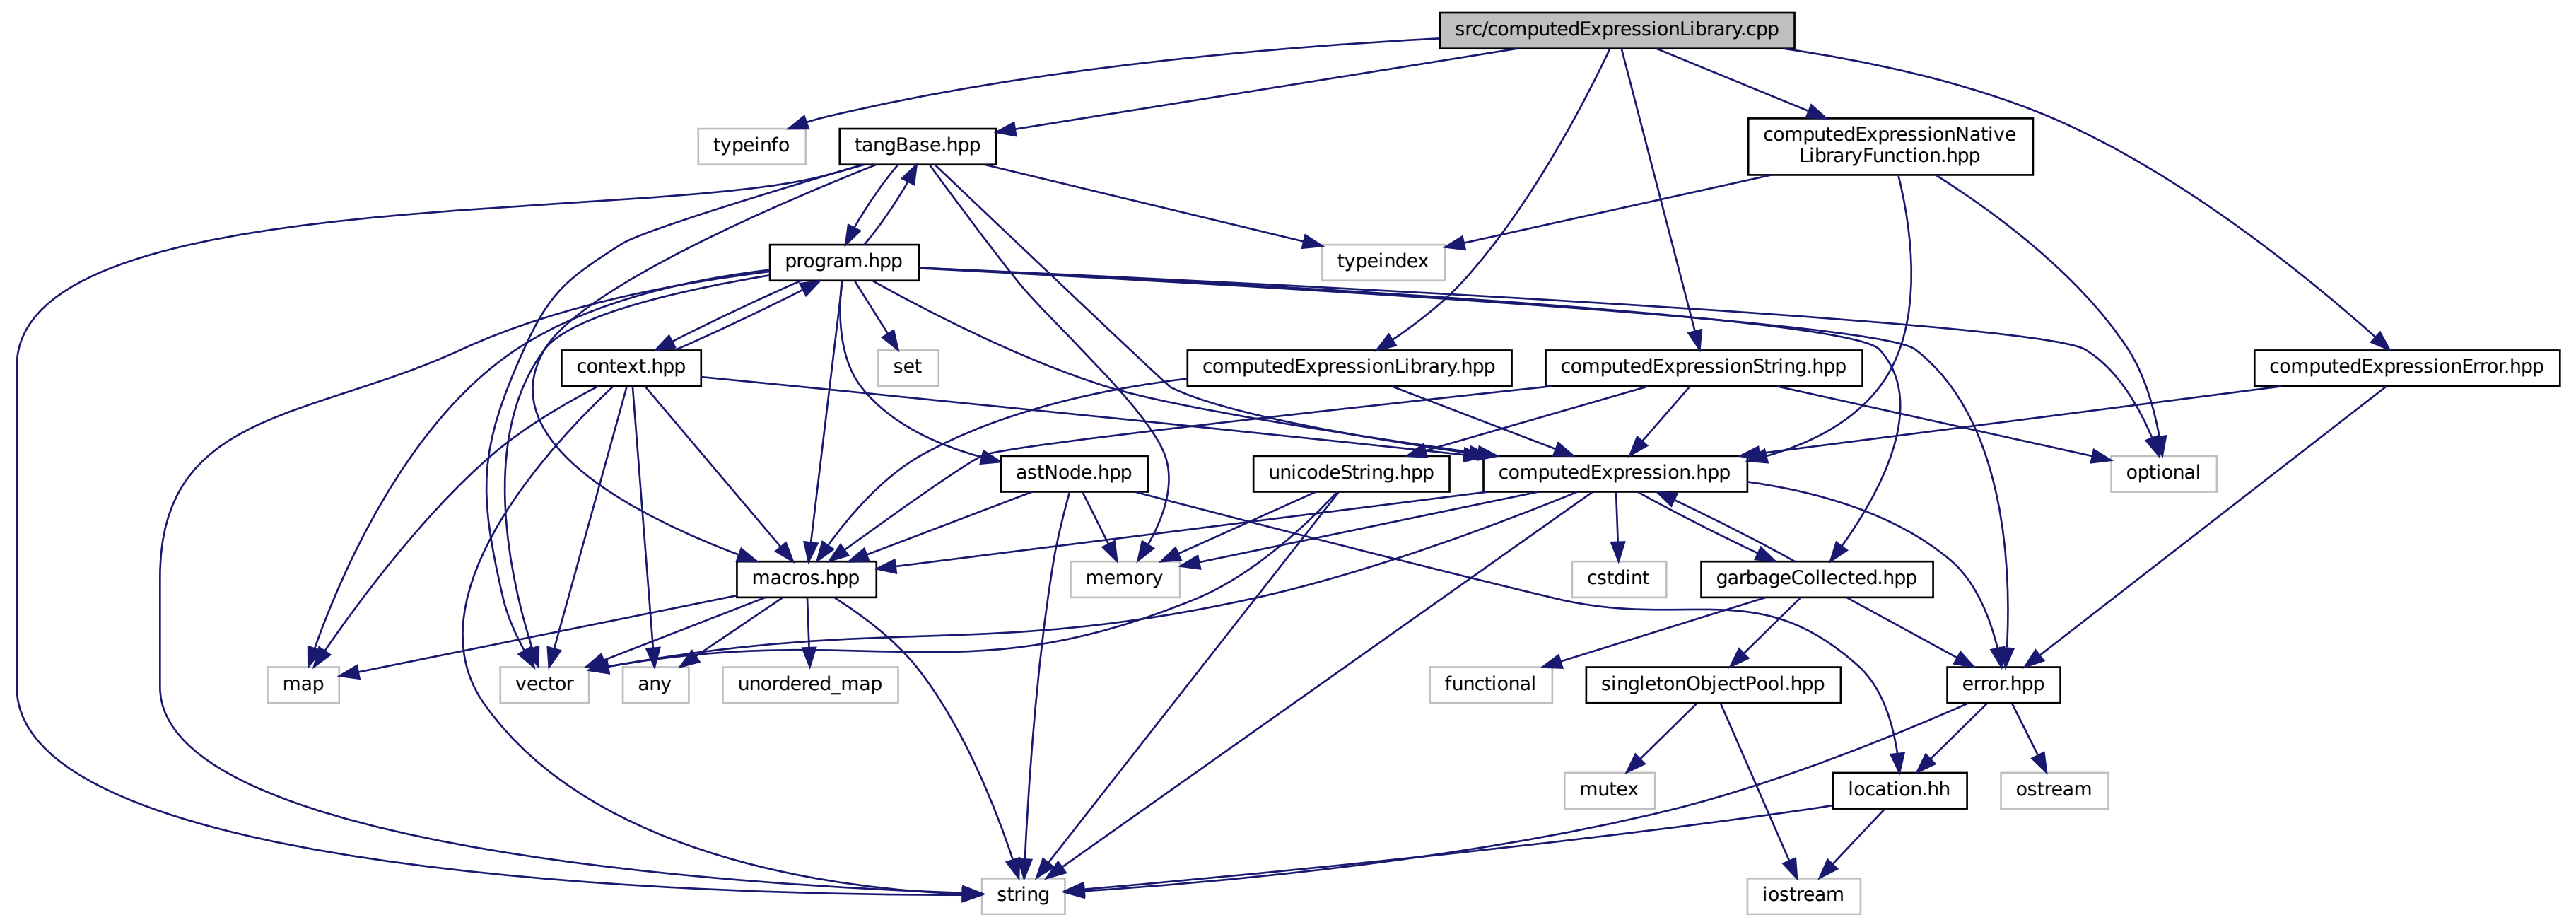 src/computedExpressionLibrary.cpp
typeinfo
tangBase.hpp
computedExpressionNative
LibraryFunction.hpp
program.hpp
typeindex
context.hpp
set
computedExpressionLibrary.hpp
computedExpressionString.hpp
computedExpressionError.hpp
astNode.hpp
unicodeString.hpp
computedExpression.hpp
optional
macros.hpp
memory
cstdint
garbageCollected.hpp
map
vector
any
unordered_map
functional
singletonObjectPool.hpp
error.hpp
mutex
location.hh
ostream
string
iostream